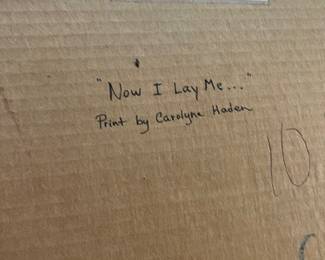 "Now I Lay Me..."
Print by Carolyne Haden
10